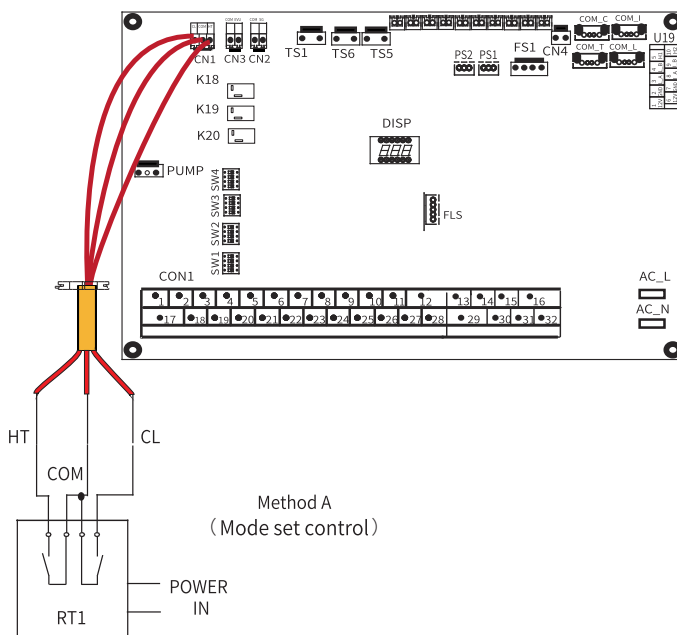 COM_C
COM_I
U19
CN1
CN3
CN2
TS1
TS6
TS5
PS2
PS1
FS1
CN4
COM_T
COM_L
K18
K19
K20
DISP
PUMP
SW4
SW3
SW2
SW1
FLS
CON1
AC_L
AC_N
1 2 3 4 5 6 7 8 9 10 11 12 13 14 15 16
17 18 19 20 21 22 23 24 25 26 27 28 29 30 31 32
HT
CL
COM
Method A
(Mode set control)
POWER
IN
RT1